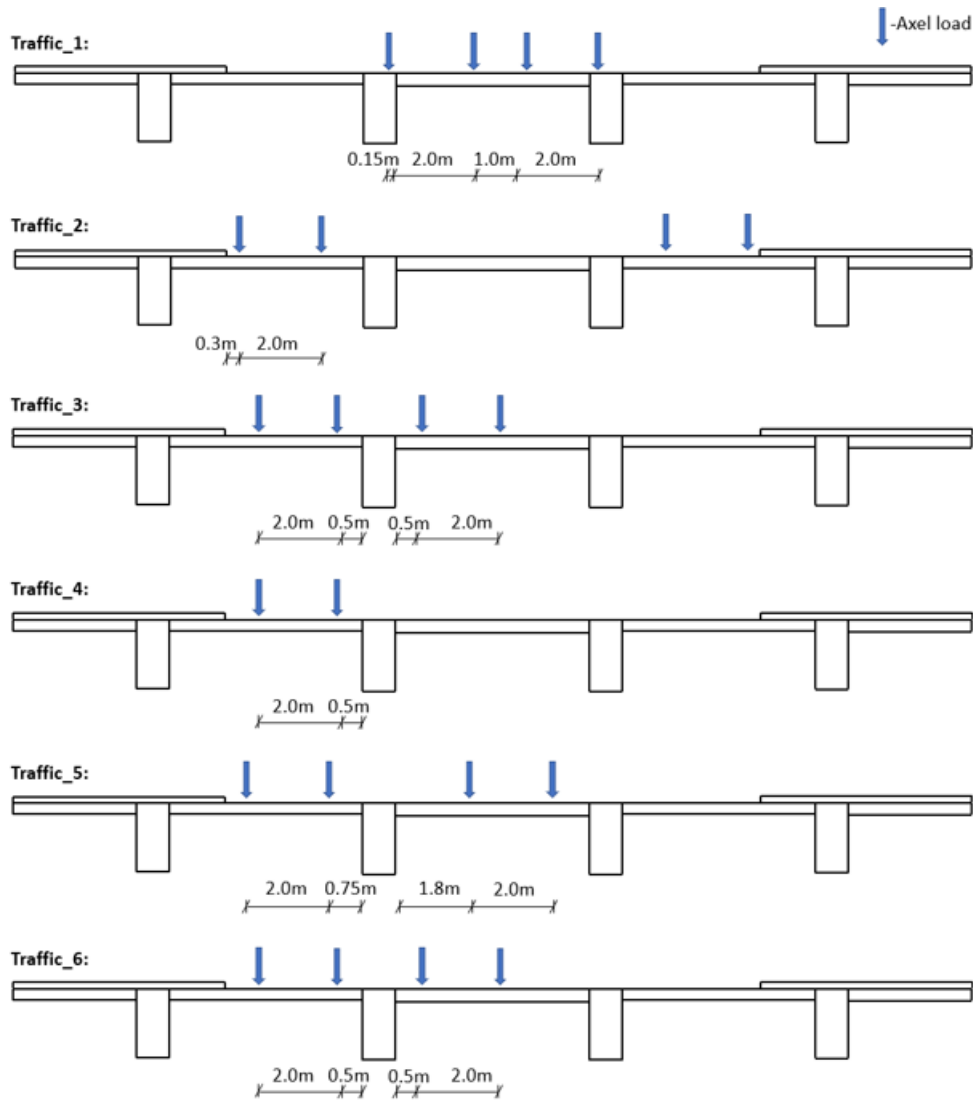 -Axel load
Traffic_1:
0.15m 2.0m 1.0m 2.0m
Traffic_2:
0.3m 2.0m
Traffic_3:
2.0m 0.5m 0.5m 2.0m
Traffic_4:
2.0m 0.5m
Traffic_5:
2.0m 0.75m 1.8m 2.0m
Traffic_6:
2.0m 0.5m 0.5m 2.0m